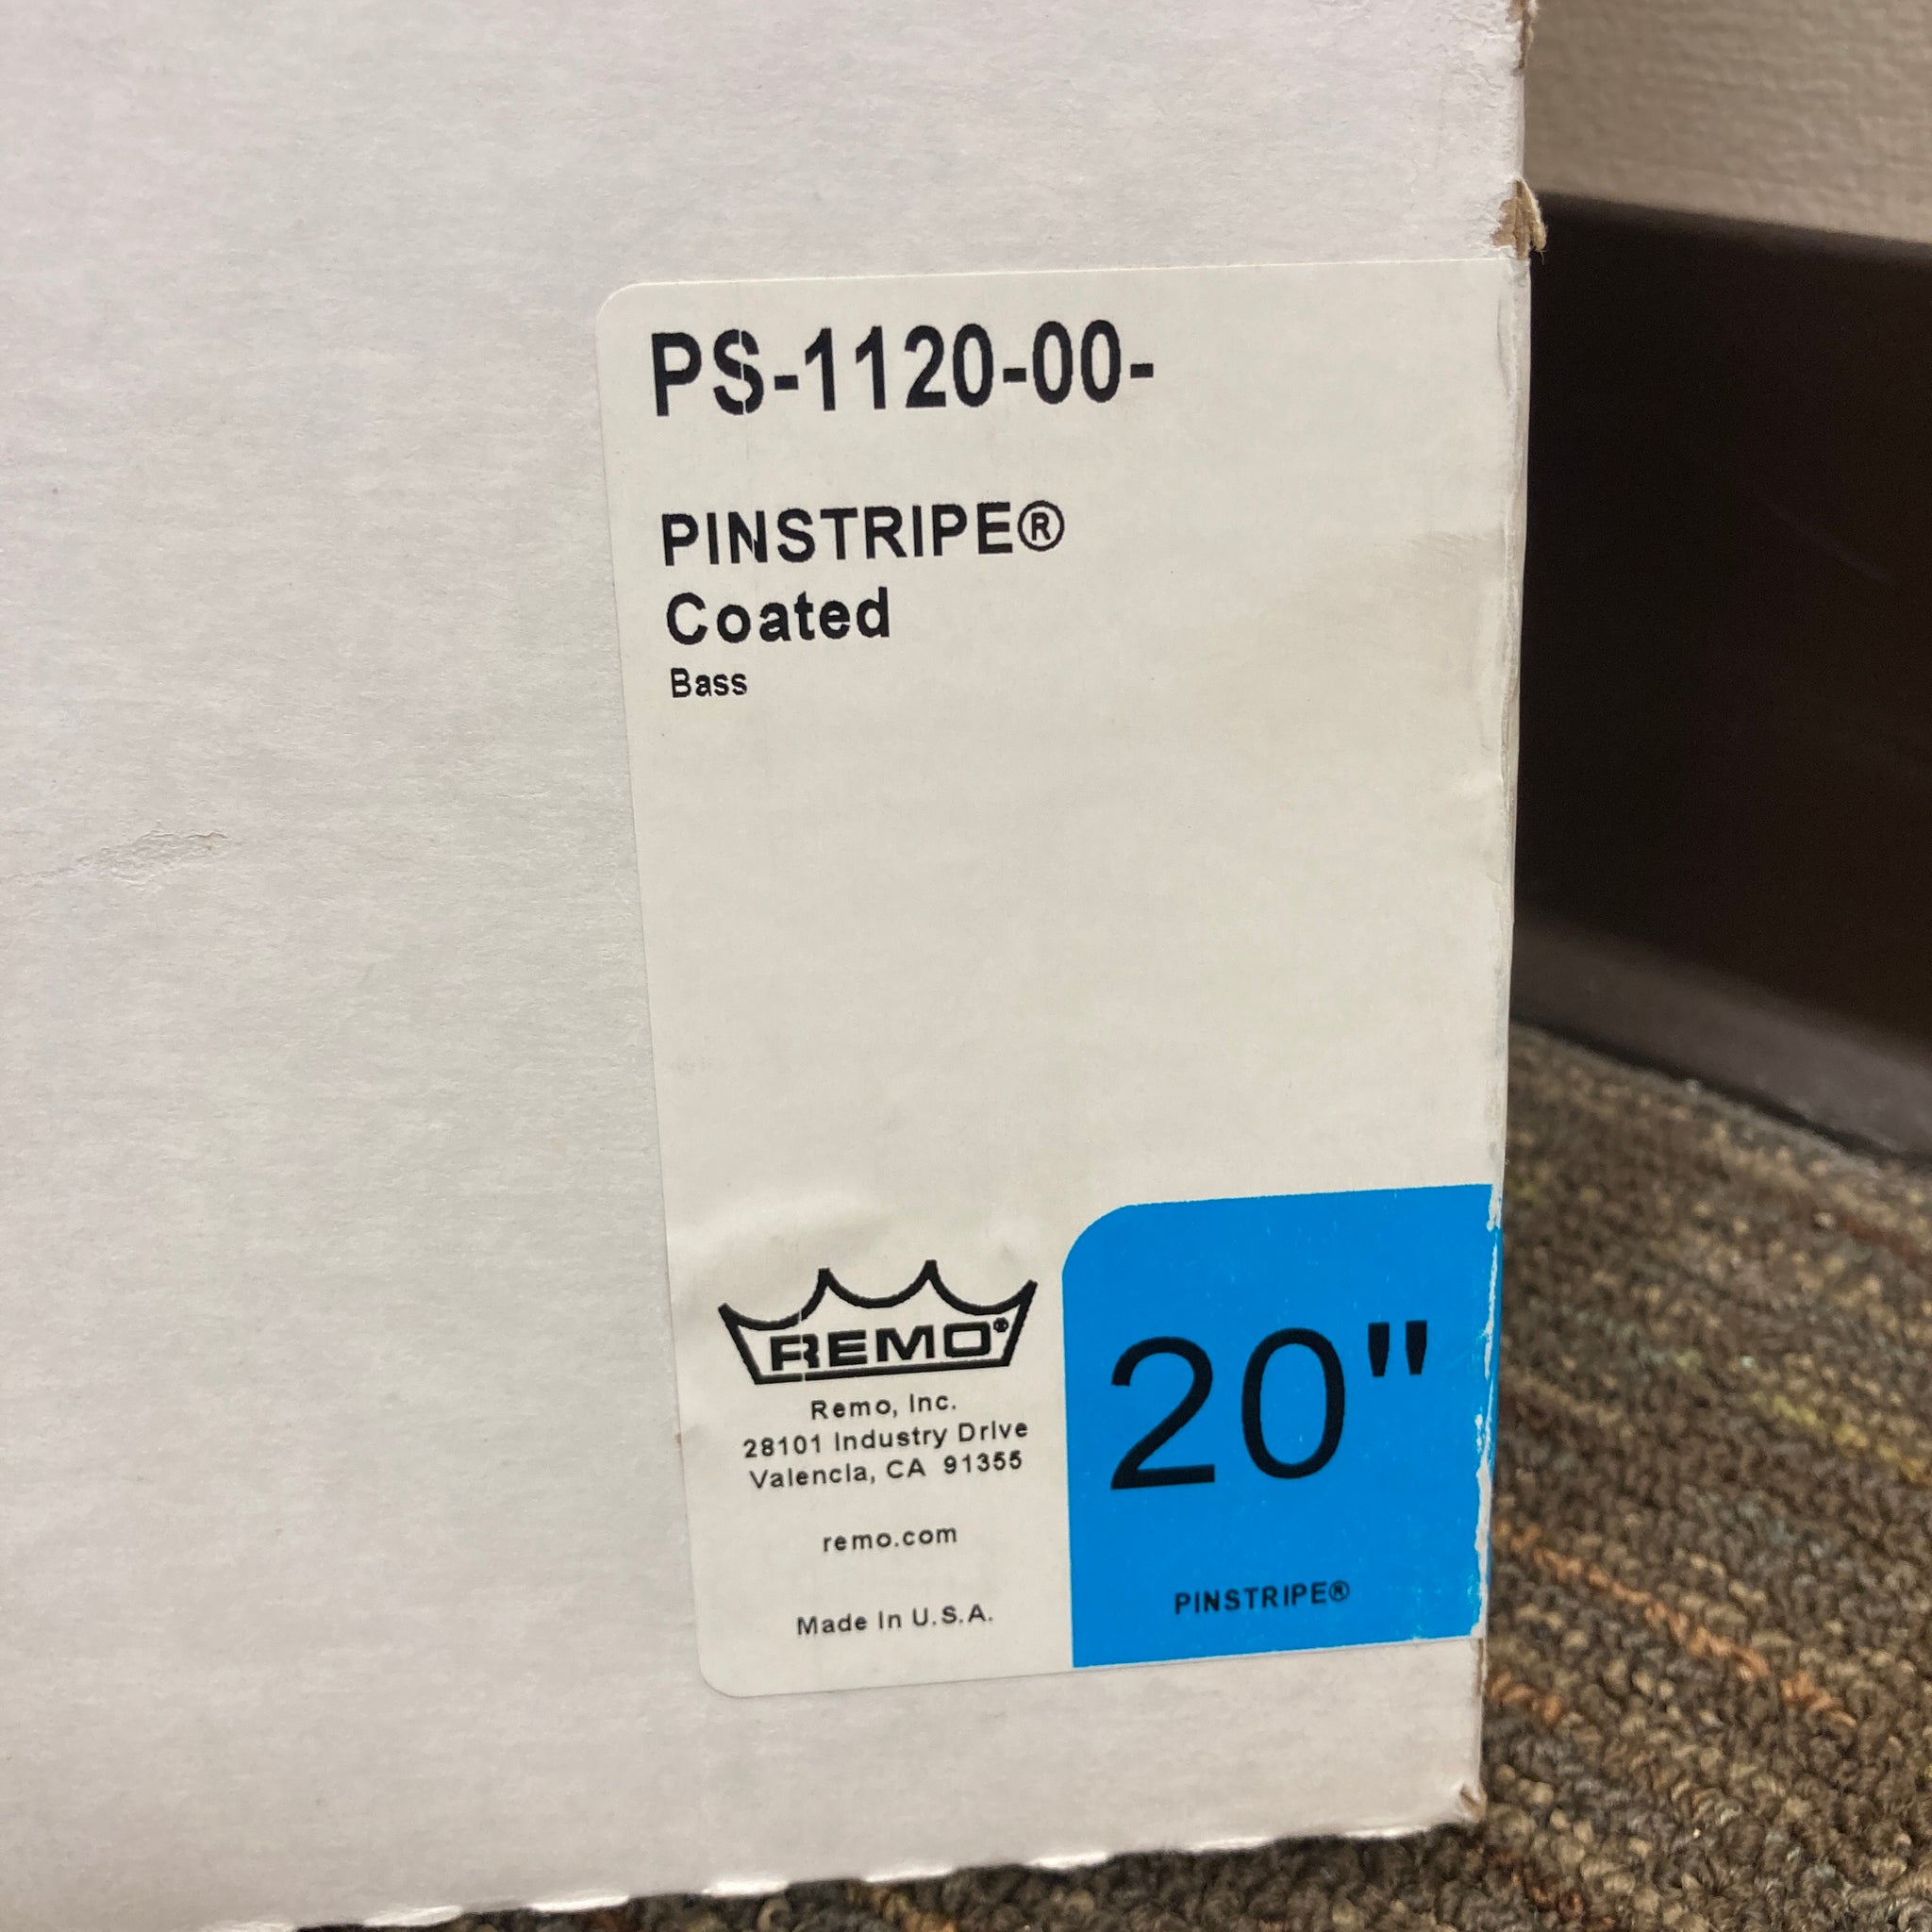 PS-1120-00-
PINSTRIPE®
Coated
Bass
REMO®
Remo, Inc.
28101 Industry Drive
Valencia, CA 91355
remo.com
Made In U.S.A.
20"
PINSTRIPE®